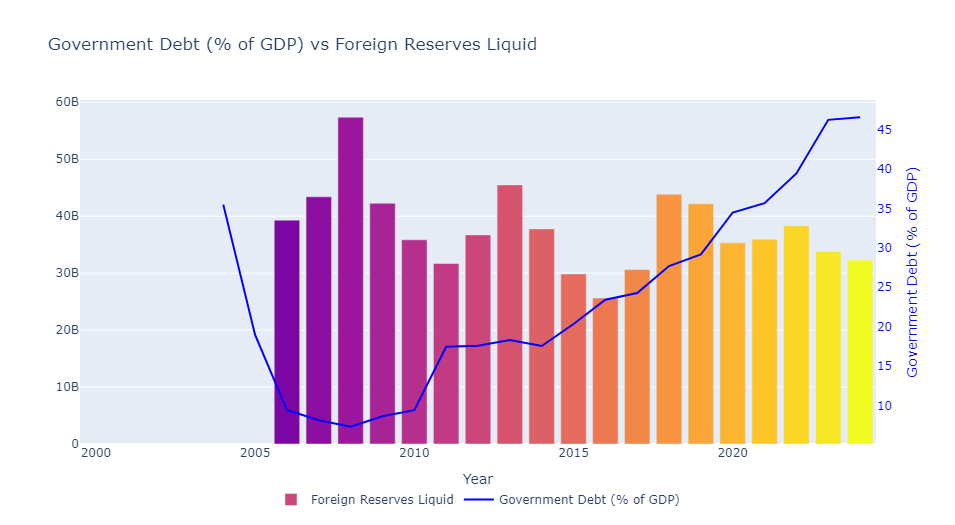 Government Debt (% of GDP) vs Foreign Reserves Liquid
60B
50B
40B
30B
20B
10B
0
45
40
35
30
25
20
15
10
Government Debt (% of GDP)
2000
2005
2010
2015
2020
Year
Foreign Reserves Liquid
Government Debt (% of GDP)